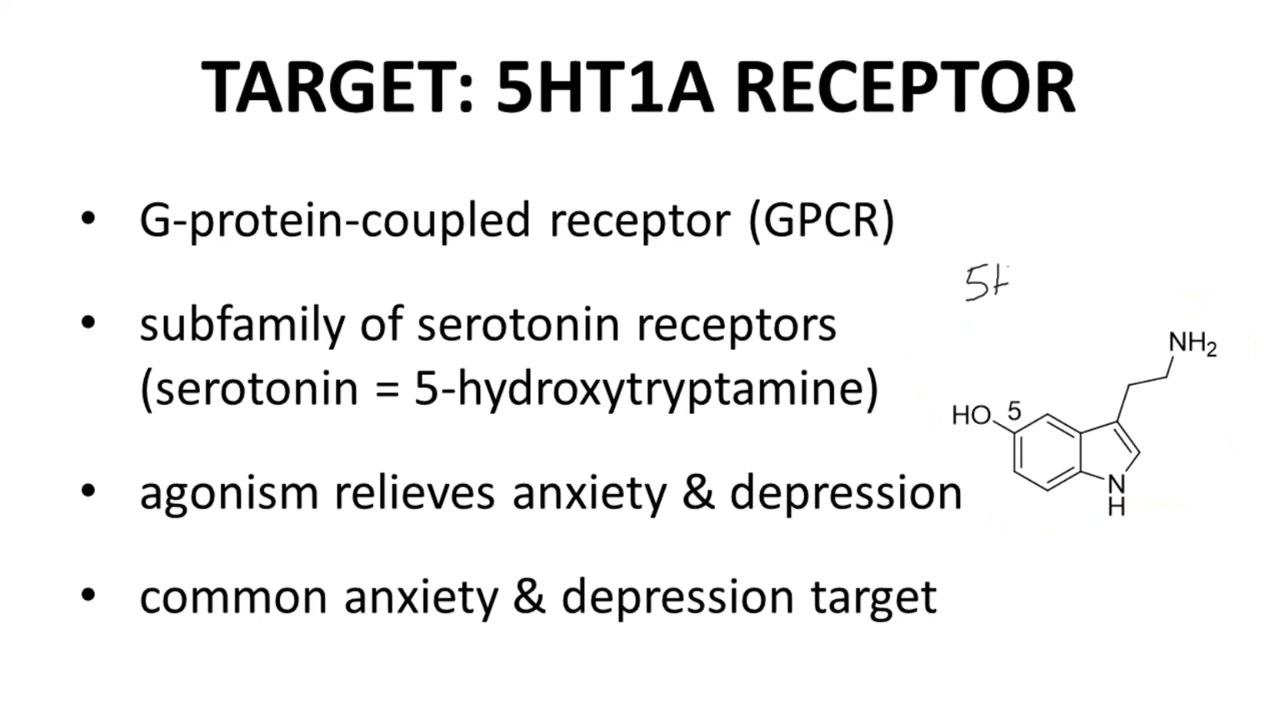 TARGET: 5HT1A RECEPTOR
• G-protein-coupled receptor (GPCR)
• subfamily of serotonin receptors
(serotonin = 5-hydroxytryptamine)
• agonism relieves anxiety & depression
• common anxiety & depression target
5H
NH₂
HO 5
N
H